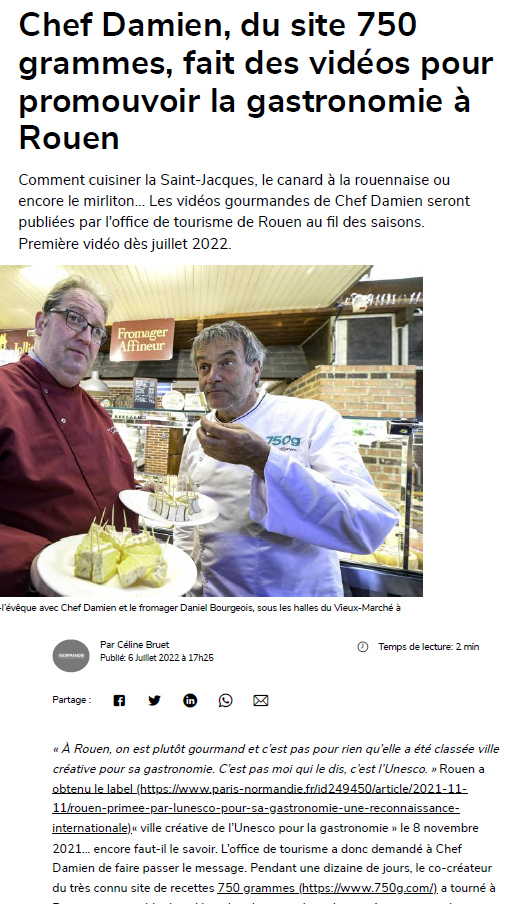 Chef Damien, du site 750
grammes, fait des vidéos pour
promouvoir la gastronomie à
Rouen
Comment cuisiner la Saint-Jacques, le canard à la rouennaise ou
encore le mirliton... Les vidéos gourmandes de Chef Damien seront
publiées par l'office de tourisme de Rouen au fil des saisons.
Première vidéo dès juillet 2022.
Fromager
Affineur
750g
-l'évêque avec Chef Damien et le fromager Daniel Bourgeois, sous les halles du Vieux-Marché à
NORMANDIE
Par Céline Bruet
Publié: 6 Juillet 2022 à 17h25
Temps de lecture: 2 min
Partage :
« À Rouen, on est plutôt gourmand et c'est pas pour rien qu'elle a été classée ville
créative pour sa gastronomie. C'est pas moi qui le dis, c'est l'Unesco. » Rouen a
obtenu le label (https://www.paris-normandie.fr/id249450/article/2021-11-
11/rouen-primee-par-lunesco-pour-sa-gastronomie-une-reconnaissance-
internationale)« ville créative de l'Unesco pour la gastronomie » le 8 novembre
2021... encore faut-il le savoir. L'office de tourisme a donc demandé à Chef
Damien de faire passer le message. Pendant une dizaine de jours, le co-créateur
du très connu site de recettes 750 grammes (https://www.750g.com/) a tourné à